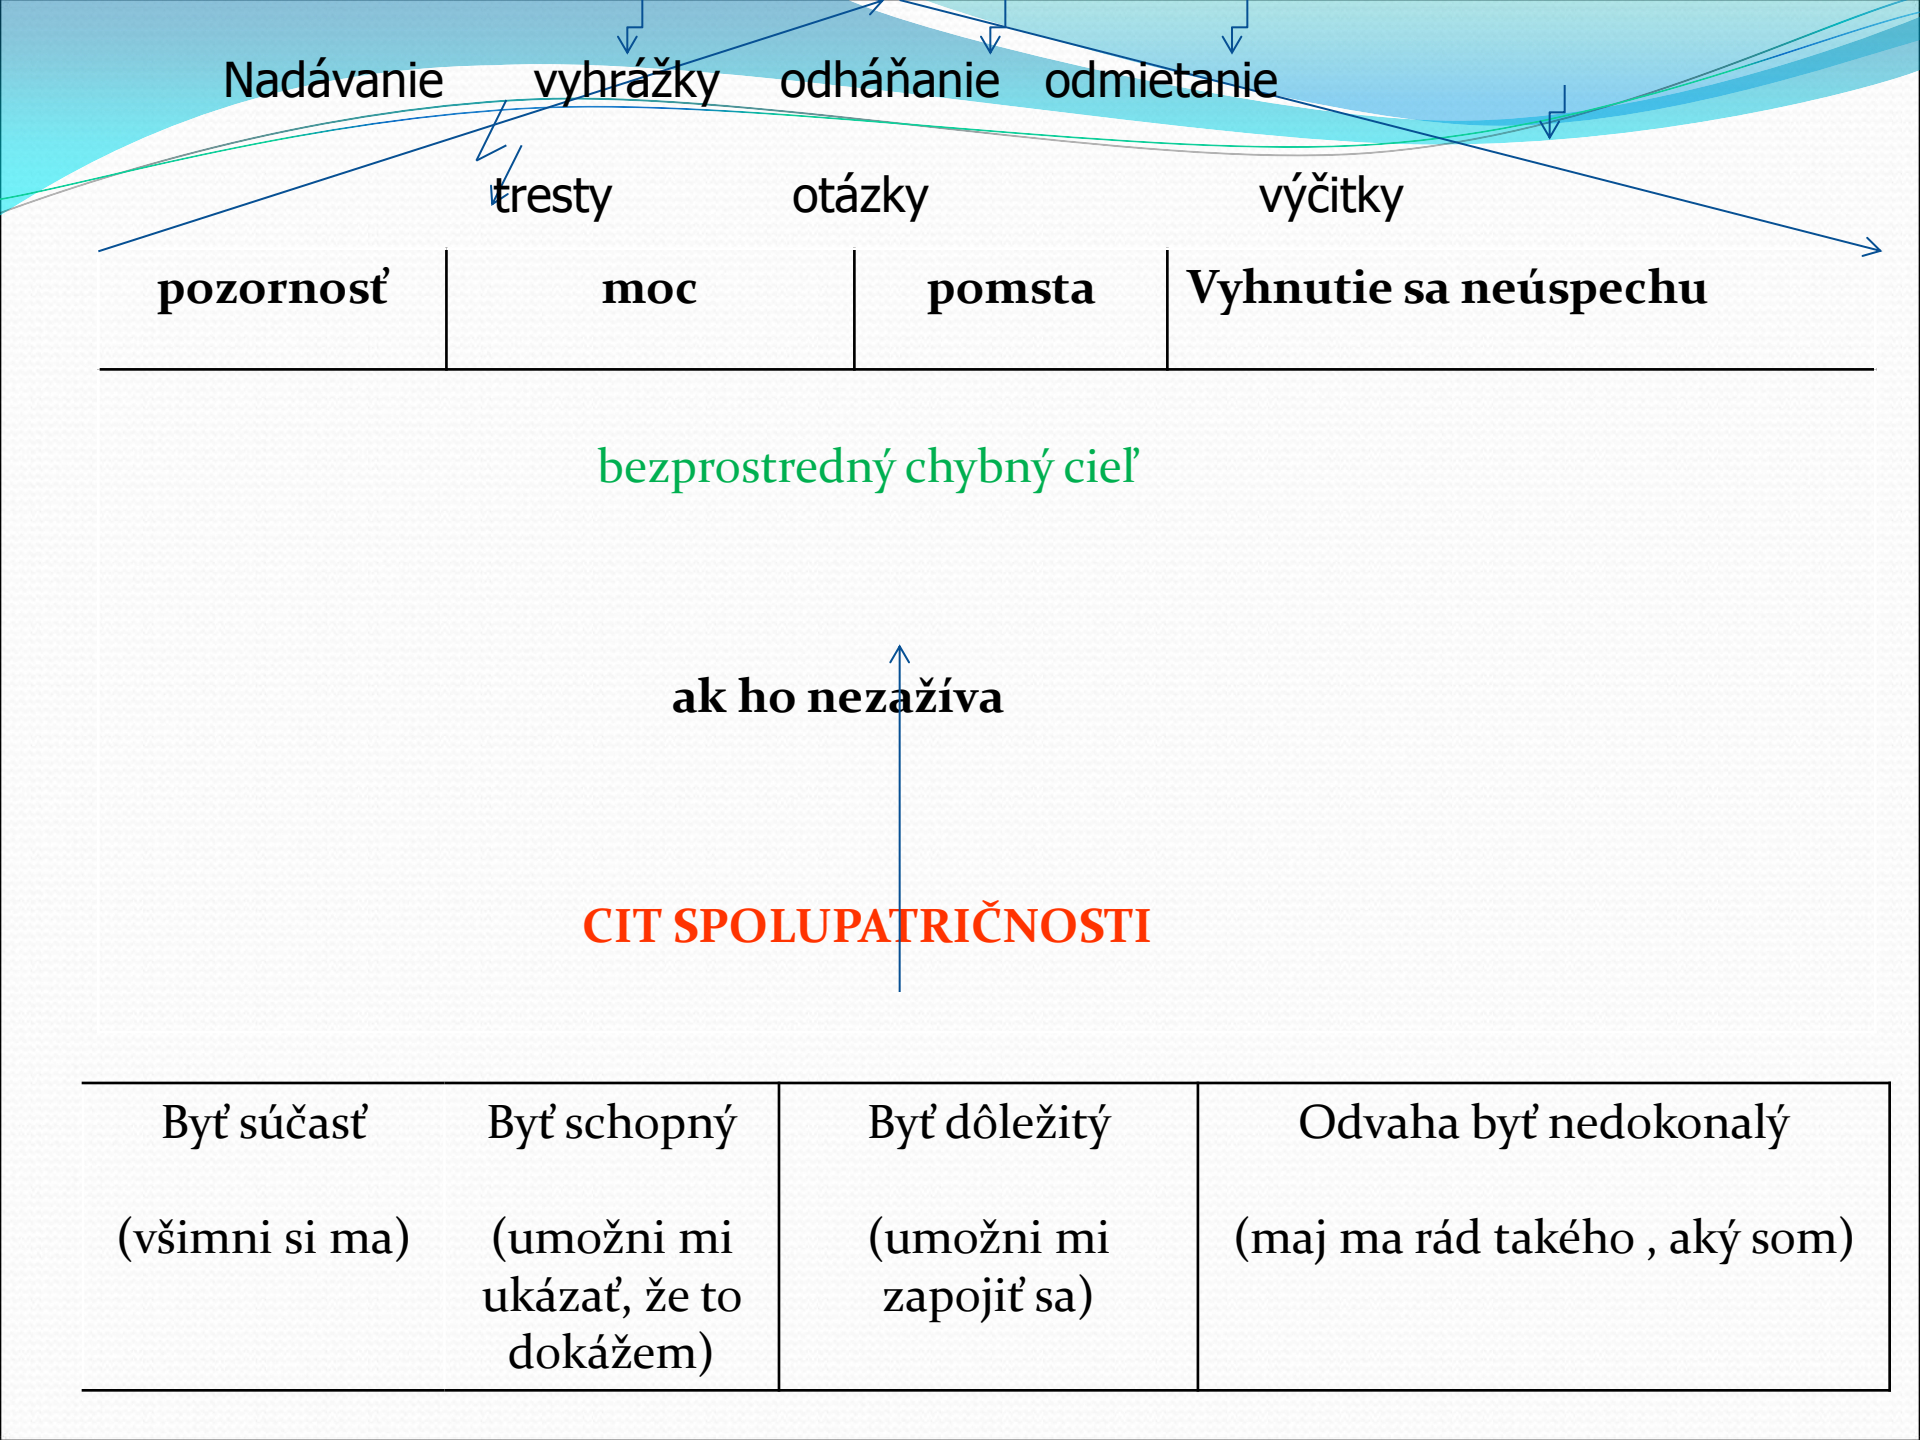 Nadávanie vyhrážky odháňanie odmietanie
tresty otázky výčitky
pozornosť moc pomsta Vyhnutie sa neúspechu
bezprostredný chybný cieľ
ak ho nezažíva
CIT SPOLUPATRIČNOSTI
Byť súčasť Byť schopný Byť dôležitý Odvaha byť nedokonalý
(všimni si ma) (umožni mi (umožni mi (maj ma rád takého , aký som)
ukázať, že to zapojiť sa)
dokážem)